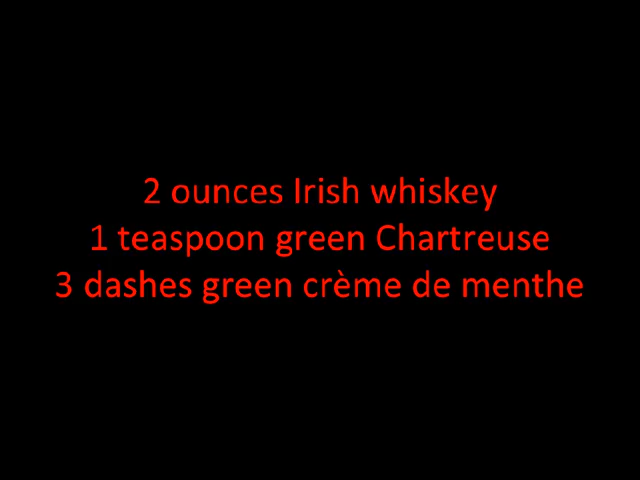 2 ounces Irish whiskey
1 teaspoon green Chartreuse
3 dashes green crème de menthe